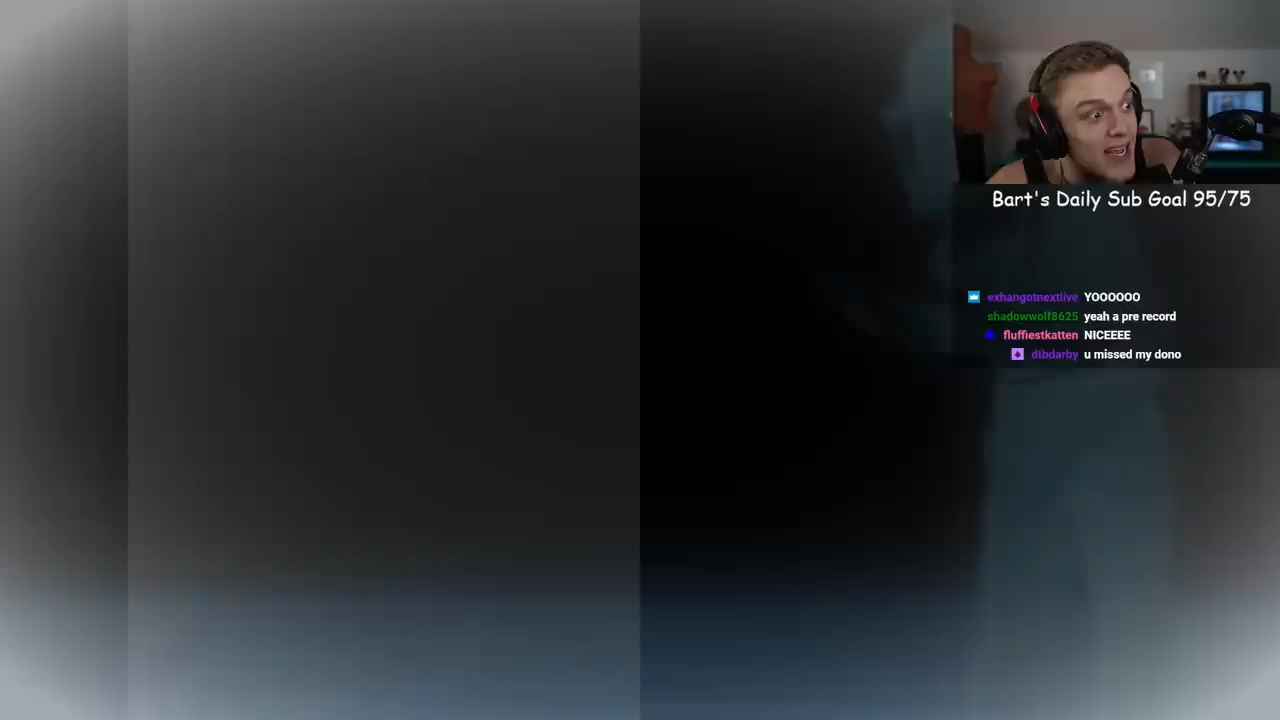 Bart's Daily Sub Goal 95/75
exhangotnextlive YOOOOOO
shadowwolf8625 yeah a pre record
fluffiestkatten NICEEEE
dtbdarby u missed my dono